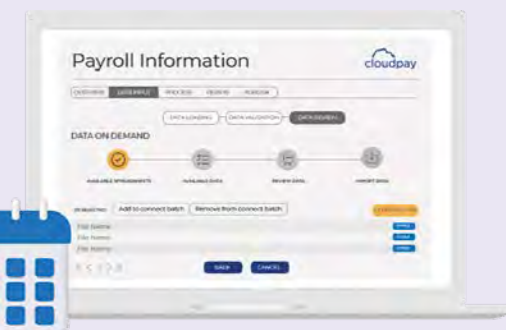 Payroll Information
cloudpay
OVERVIEW DATA INPUT PROCESS REVIEW PUBLISH
DATA LOADING DATA VALIDATION DATA REVIEW
DATA ON DEMAND
AVAILABLE SPREADSHEETS AVAILABLE DATA REVIEW DATA IMPORT DATA
Add to connect batch Remove from connect batch
File Name
File Name
File Name
BACK CANCEL